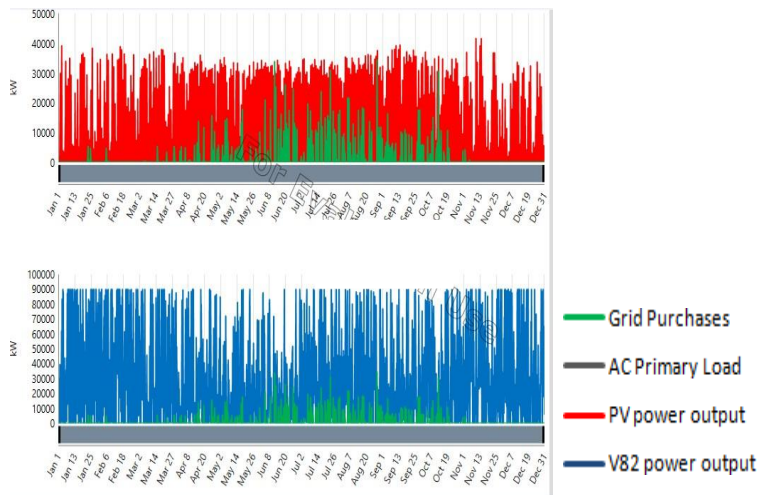 50000
40000
30000
20000
10000
0
kW
Jan 1 Jan 13 Jan 25 Feb 6 Feb 18 Mar 2 Mar 14 Mar 27 Apr 8 Apr 20 May 2 May 14 May 26 Jun 8 Jun 20 Jul 2 Jul 14 Jul 26 Aug 7 Aug 20 Sep 1 Sep 13 Sep 25 Oct 7 Oct 19 Nov 1 Nov 13 Nov 25 Dec 7 Dec 19 Dec 31
For
100000
90000
80000
70000
60000
50000
40000
30000
20000
10000
0
kW
Jan 1 Jan 13 Jan 25 Feb 6 Feb 18 Mar 2 Mar 14 Mar 27 Apr 8 Apr 20 May 2 May 14 May 26 Jun 8 Jun 20 Jul 2 Jul 14 Jul 26 Aug 7 Aug 20 Sep 1 Sep 13 Sep 25 Oct 7 Oct 19 Nov 1 Nov 13 Nov 25 Dec 7 Dec 19 Dec 31
Use
Grid Purchases
AC Primary Load
PV power output
V82 power output